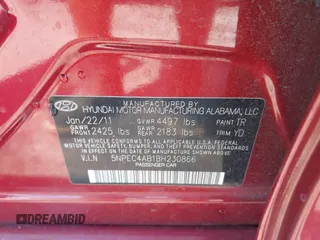 HYUNDAI MOTOR MANUFACTURING ALABAMA, LLC
Jan/22/11 GVWR 4497 lbs PAINT TR
GAWR FRONT 2425 lbs GAWR REAR 2183 lbs TRIM YD
THIS VEHICLE CONFORMS TO ALL APPLICABLE FEDERAL MOTOR VEHICLE SAFETY, BUMPER, AND THEFT PREVENTION STANDARDS IN EFFECT ON THE DATE OF MANUFACTURE SHOWN ABOVE.
V.I.N 5NPEC4AB1BH230866
PASSENGER CAR
DREAMBID